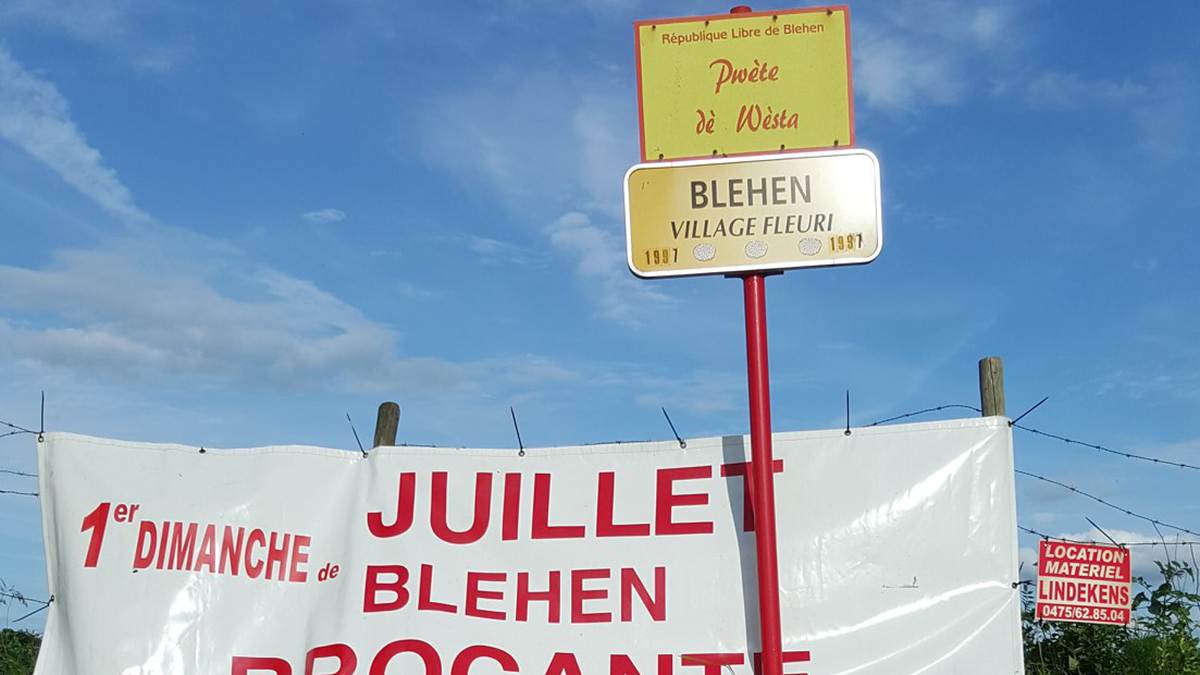 République Libre de Blehen
Pwète
dè Wèsta
BLEHEN
VILLAGE FLEURI
1997 1997
1er DIMANCHE de JUILLET
BLEHEN
BROCANTE
LOCATION
MATERIEL
LINDEKENS
0475/62.85.04